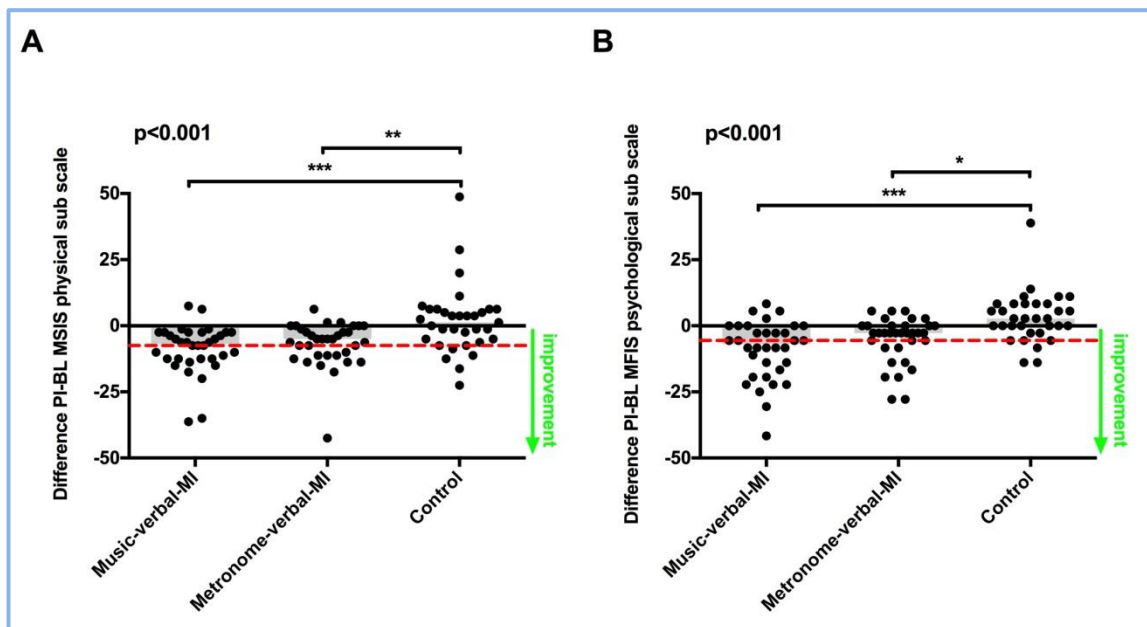 A
p<0.001
**
***
Difference PI-BL MSIS physical sub scale
50
25
0
-25
-50
improvement
Music-verbal-MI
Metronome-verbal-MI
Control
B
p<0.001
*
***
Difference PI-BL MFIS psychological sub scale
50
25
0
-25
-50
improvement
Music-verbal-MI
Metronome-verbal-MI
Control